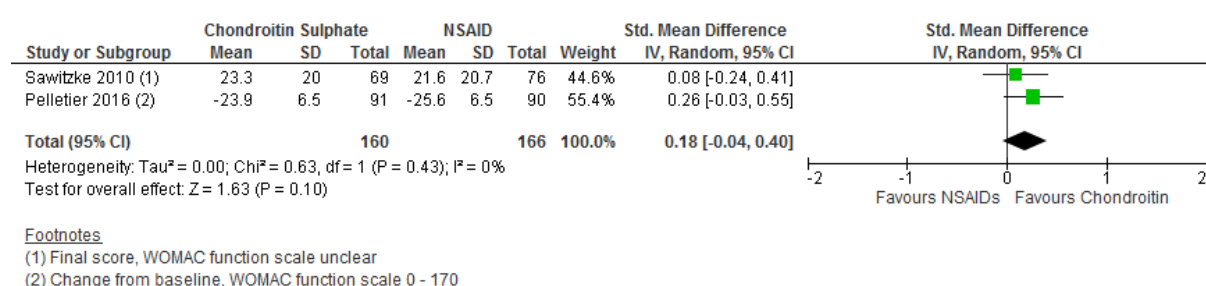 Chondroitin Sulphate NSAID Std. Mean Difference Std. Mean Difference
Study or Subgroup Mean SD Total Mean SD Total Weight IV, Random, 95% CI IV, Random, 95% CI
Sawitzke 2010 (1) 23.3 20 69 21.6 20.7 76 44.6% 0.08 [-0.24, 0.41]
Pelletier 2016 (2) -23.9 6.5 91 -25.6 6.5 90 55.4% 0.26 [-0.03, 0.55]
Total (95% CI) 160 166 100.0% 0.18 [-0.04, 0.40]
Heterogeneity: Tau² = 0.00; Chi² = 0.63, df = 1 (P = 0.43); I² = 0%
Test for overall effect: Z = 1.63 (P = 0.10)
-2 -1 0 1 2
Favours NSAIDs Favours Chondroitin
Footnotes
(1) Final score, WOMAC function scale unclear
(2) Change from baseline, WOMAC function scale 0 - 170